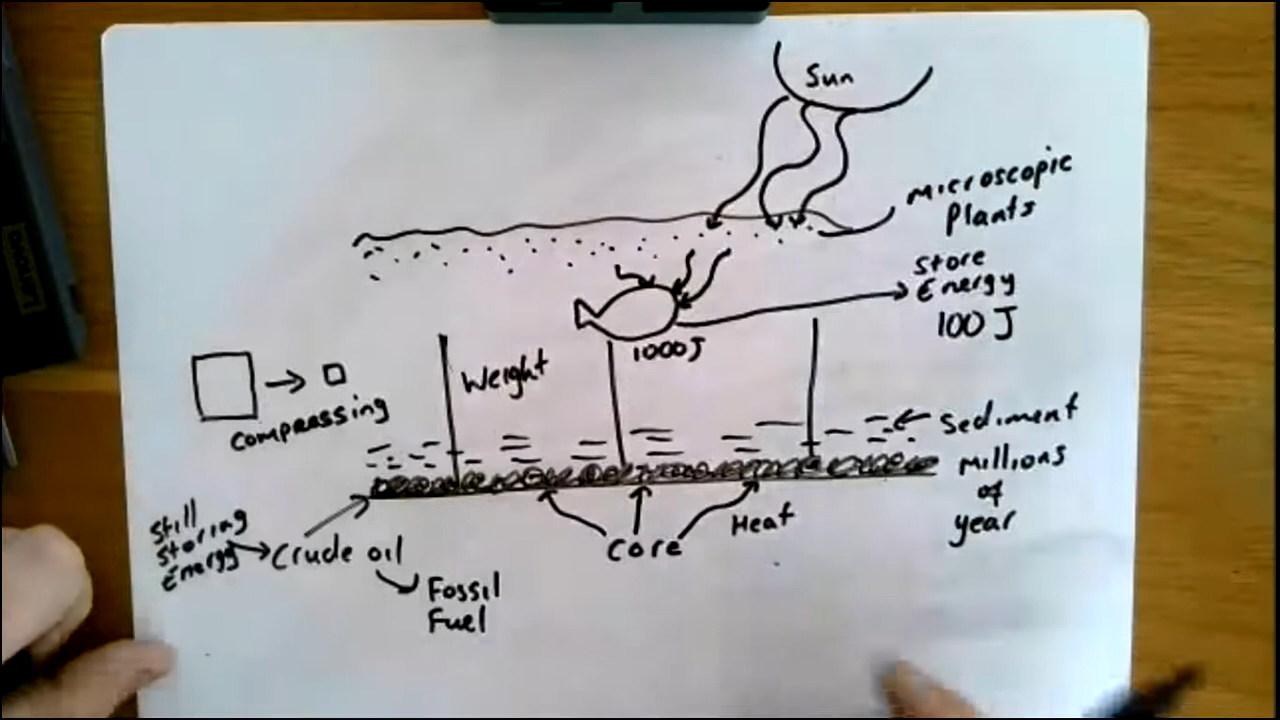 Sun
Microscopic
Plants
Store
Energy
100 J
1000J
Weight
compressing
Sediment
Millions
of
year
Still
Storing
Energy
Crude oil
Core
Heat
Fossil
Fuel
Lenovo